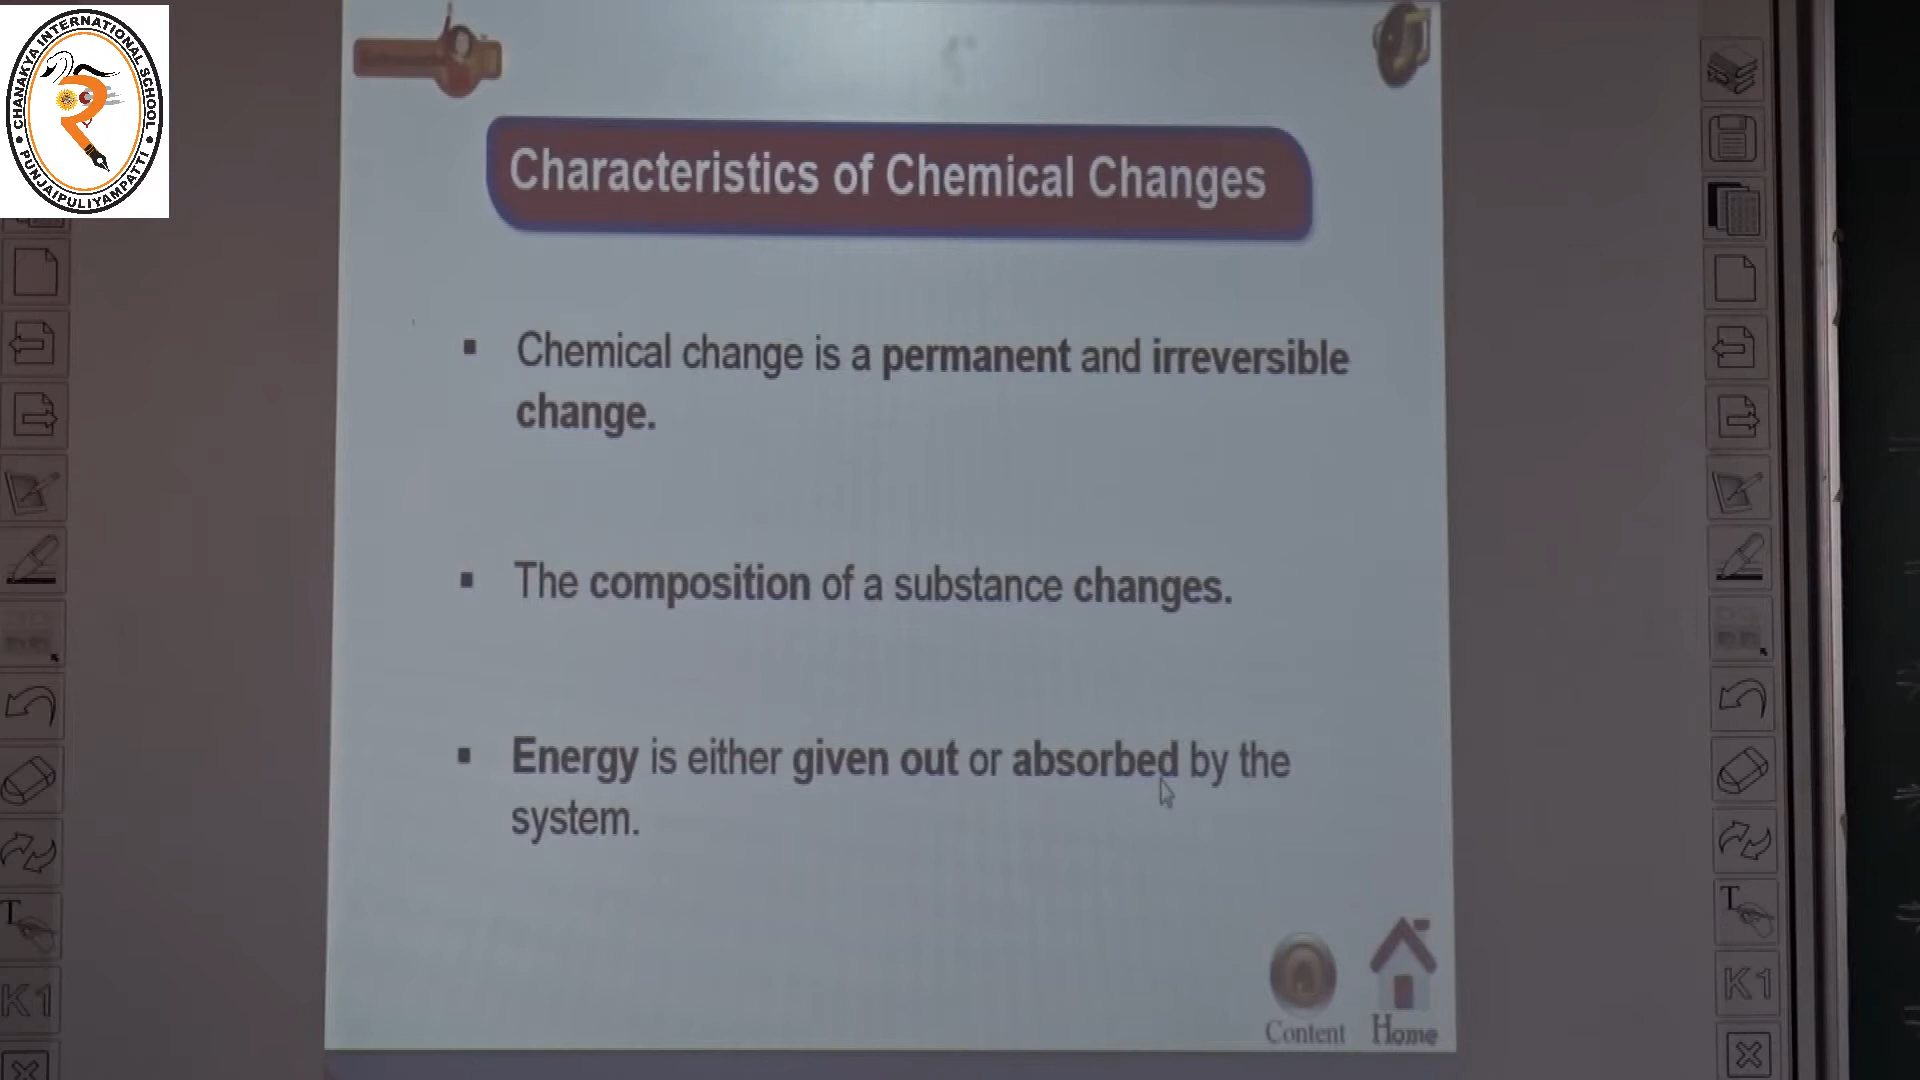 CHANAKYA INTERNATIONAL SCHOOL
• PUNJAIPULIYAMPATTI •
Characteristics of Chemical Changes
▪ Chemical change is a permanent and irreversible
change.
▪ The composition of a substance changes.
▪ Energy is either given out or absorbed by the
system.
Content
Home
T
K1
T
K1